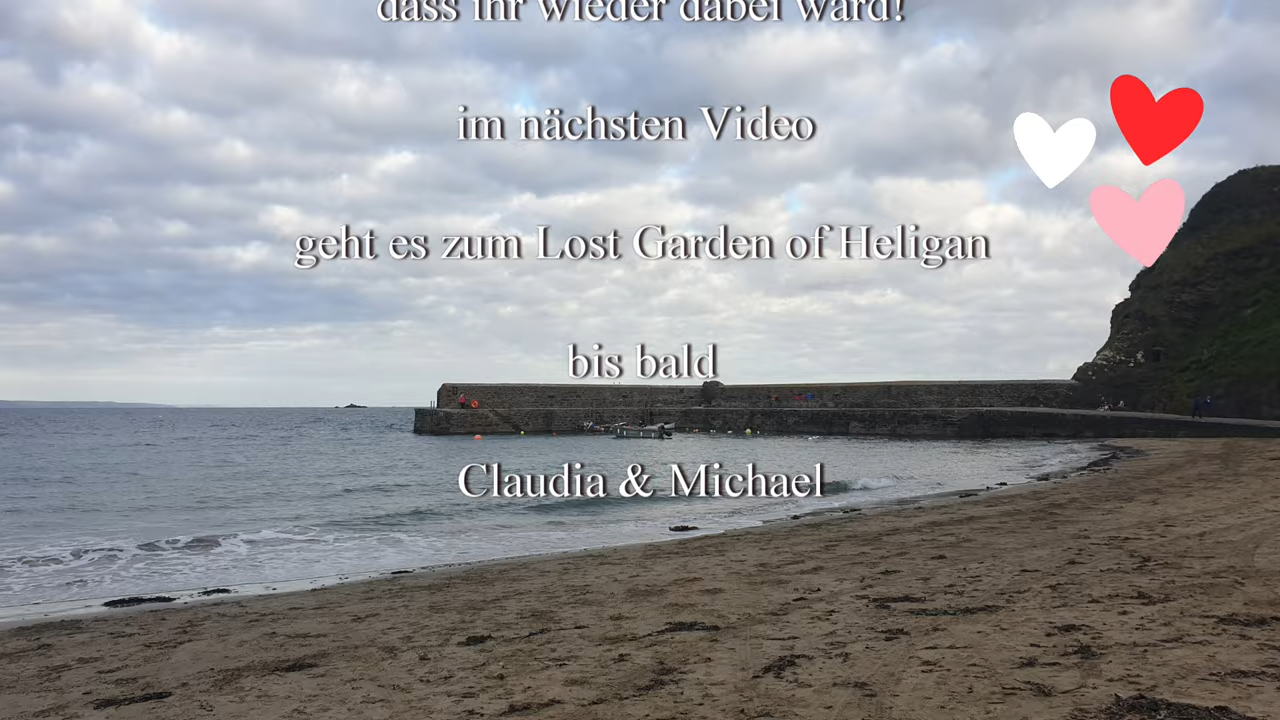 dass ihr wieder dabei ward!
im nächsten Video
geht es zum Lost Garden of Heligan
bis bald
Claudia & Michael